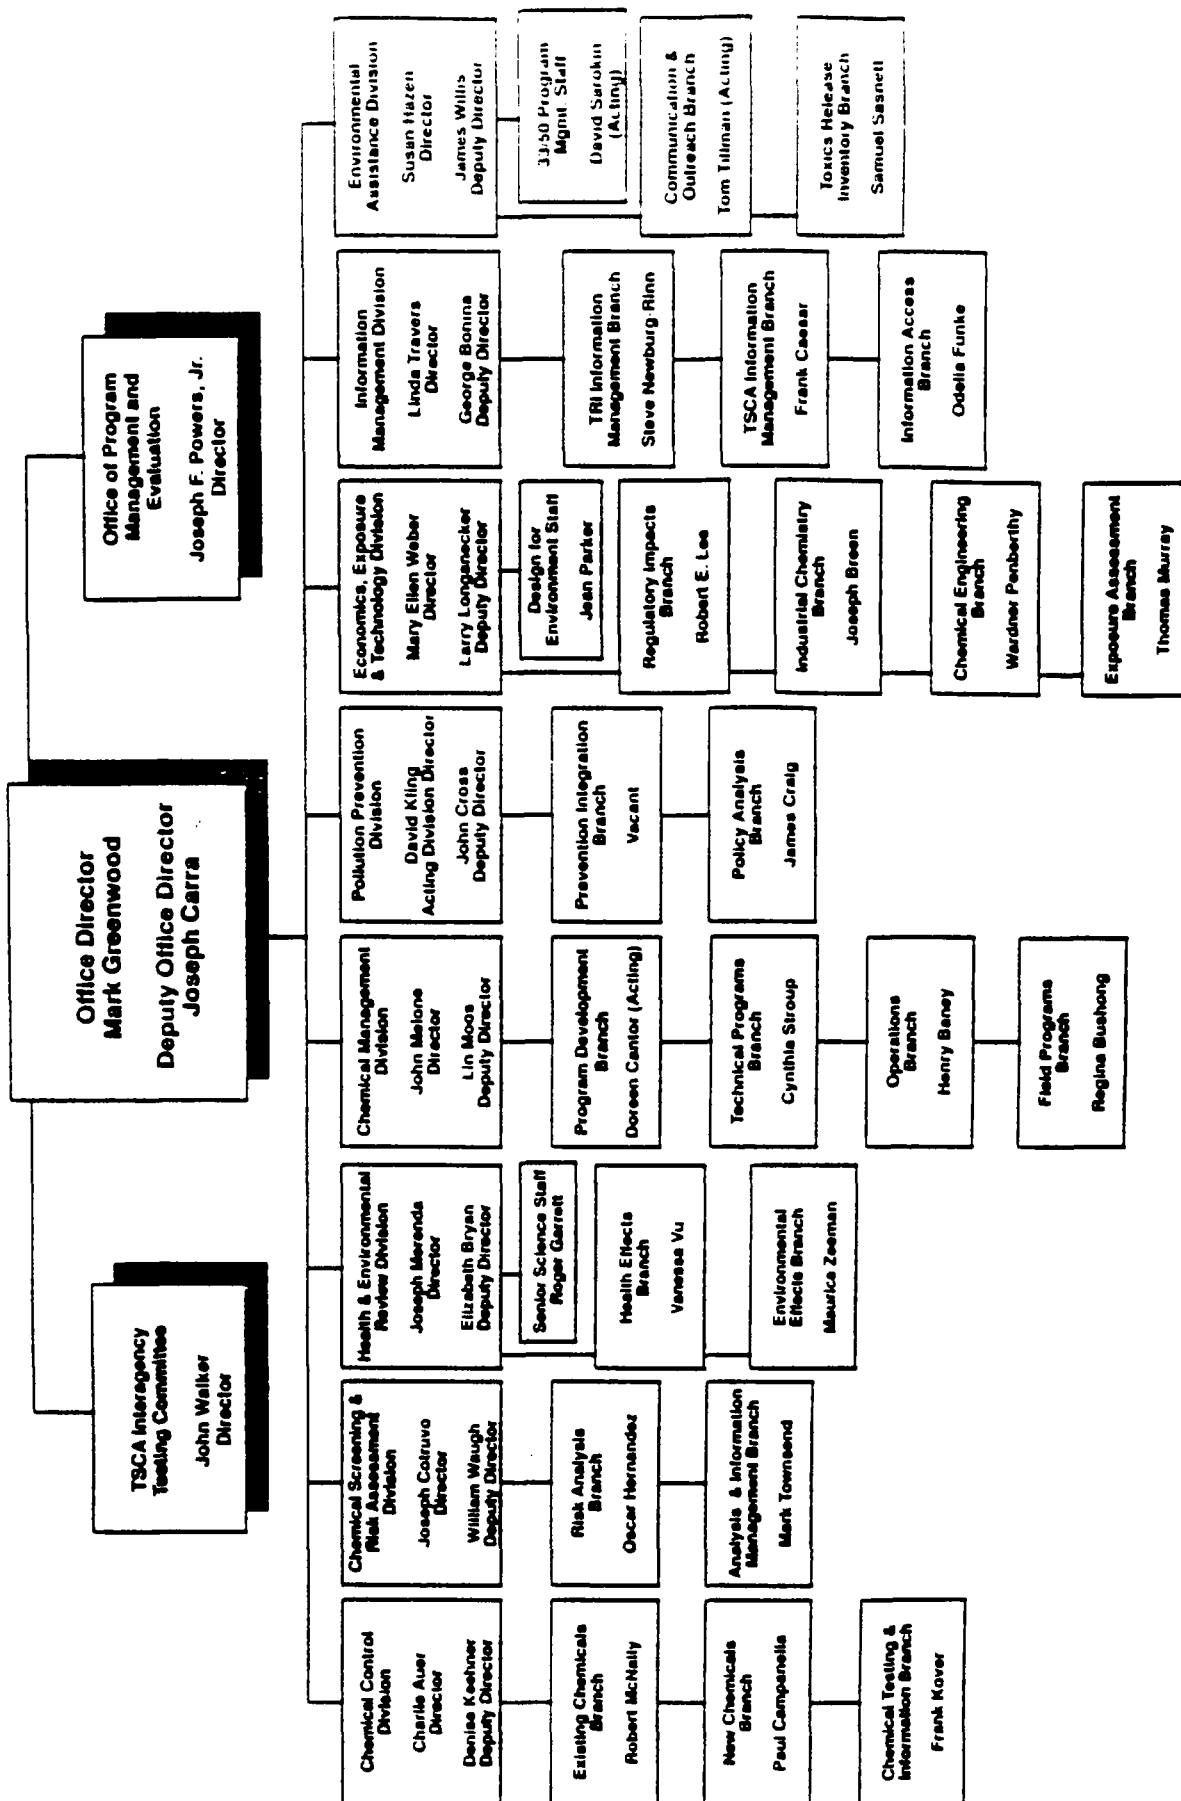 Office Director
Mark Greenwood
Deputy Office Director
Joseph Carra
TSCA Interagency
Testing Committee
John Walker
Director
Office of Program
Management and
Evaluation
Joseph F. Powers, Jr.
Director
Chemical Control
Division
Charlie Auer
Director
Denise Keehner
Deputy Director
Existing Chemicals
Branch
Robert McNally
New Chemicals
Branch
Paul Campanella
Chemical Testing &
Information Branch
Frank Kover
Chemical Screening &
Risk Assessment
Division
Joseph Cotruvo
Director
William Waugh
Deputy Director
Risk Analysis
Branch
Oscar Hernandez
Analysis & Information
Management Branch
Mark Townsend
Health & Environmental
Review Division
Joseph Merenda
Director
Elizabeth Bryan
Deputy Director
Senior Science Staff
Roger Garrett
Health Effects
Branch
Vanessa Vu
Environmental
Effects Branch
Maurice Zeeman
Chemical Management
Division
John Melone
Director
Lin Moos
Deputy Director
Program Development
Branch
Doreen Cantor (Acting)
Technical Programs
Branch
Cynthia Stroup
Operations
Branch
Henry Baney
Field Programs
Branch
Regina Bushong
Pollution Prevention
Division
David Kling
Acting Division Director
John Cross
Deputy Director
Prevention Integration
Branch
Vacant
Policy Analysis
Branch
James Craig
Economics, Exposure
& Technology Division
Mary Ellen Weber
Director
Larry Longanecker
Deputy Director
Design for
Environment Staff
Jean Parker
Regulatory Impacts
Branch
Robert E. Lee
Industrial Chemistry
Branch
Joseph Breen
Chemical Engineering
Branch
Wardner Penberthy
Exposure Assessment
Branch
Thomas Murray
Information
Management Division
Linda Travers
Director
George Bonina
Deputy Director
TRI Information
Management Branch
Steve Newburg-Rinn
TSCA Information
Management Branch
Frank Caesar
Information Access
Branch
Odelia Funke
Environmental
Assistance Division
Susan Hazen
Director
James Willis
Deputy Director
33/50 Program
Mgmt. Staff
David Sarokin
(Acting)
Communication &
Outreach Branch
Tom Tillman (Acting)
Toxics Release
Inventory Branch
Samuel Sasnett